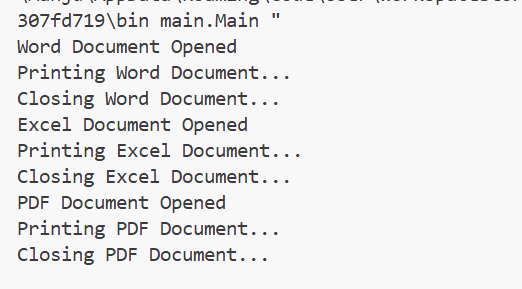 307fd719\bin main.Main "
Word Document Opened
Printing Word Document...
Closing Word Document...
Excel Document Opened
Printing Excel Document...
Closing Excel Document...
PDF Document Opened
Printing PDF Document...
Closing PDF Document...